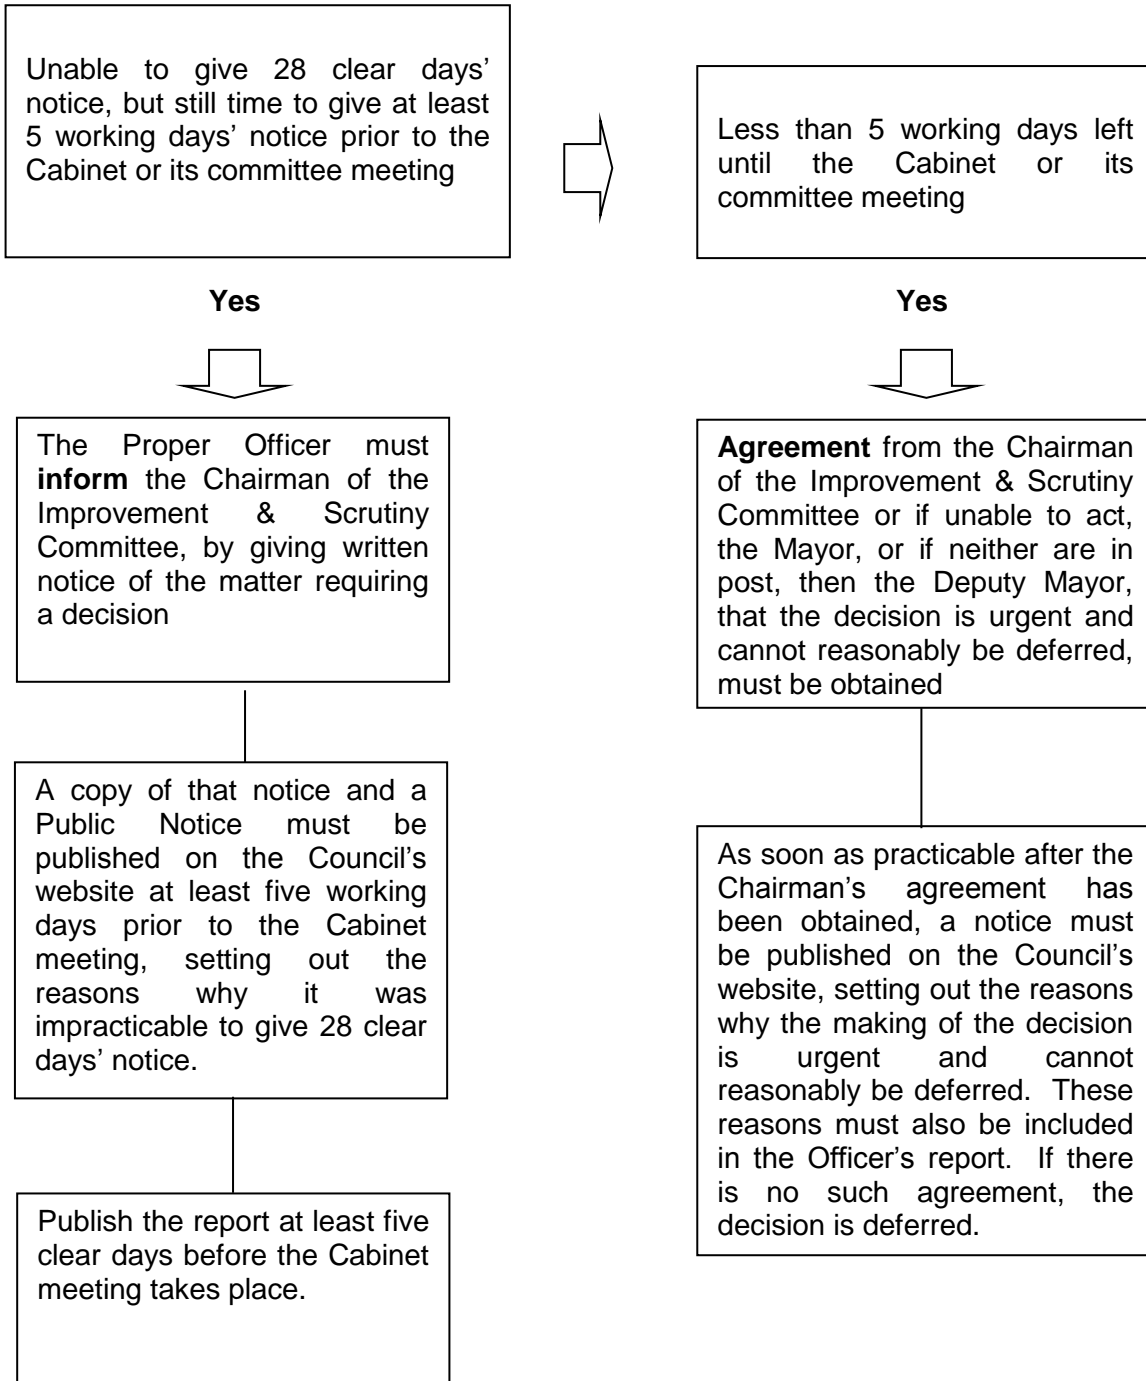 Unable to give 28 clear days'
notice, but still time to give at least
5 working days' notice prior to the
Cabinet or its committee meeting
Less than 5 working days left
until the Cabinet or its
committee meeting
Yes
Yes
The Proper Officer must
inform the Chairman of the
Improvement & Scrutiny
Committee, by giving written
notice of the matter requiring
a decision
Agreement from the Chairman
of the Improvement & Scrutiny
Committee or if unable to act,
the Mayor, or if neither are in
post, then the Deputy Mayor,
that the decision is urgent and
cannot reasonably be deferred,
must be obtained
A copy of that notice and a
Public Notice must be
published on the Council's
website at least five working
days prior to the Cabinet
meeting, setting out the
reasons why it was
impracticable to give 28 clear
days' notice.
As soon as practicable after the
Chairman's agreement has
been obtained, a notice must
be published on the Council's
website, setting out the reasons
why the making of the decision
is urgent and cannot
reasonably be deferred. These
reasons must also be included
in the Officer's report. If there
is no such agreement, the
decision is deferred.
Publish the report at least five
clear days before the Cabinet
meeting takes place.